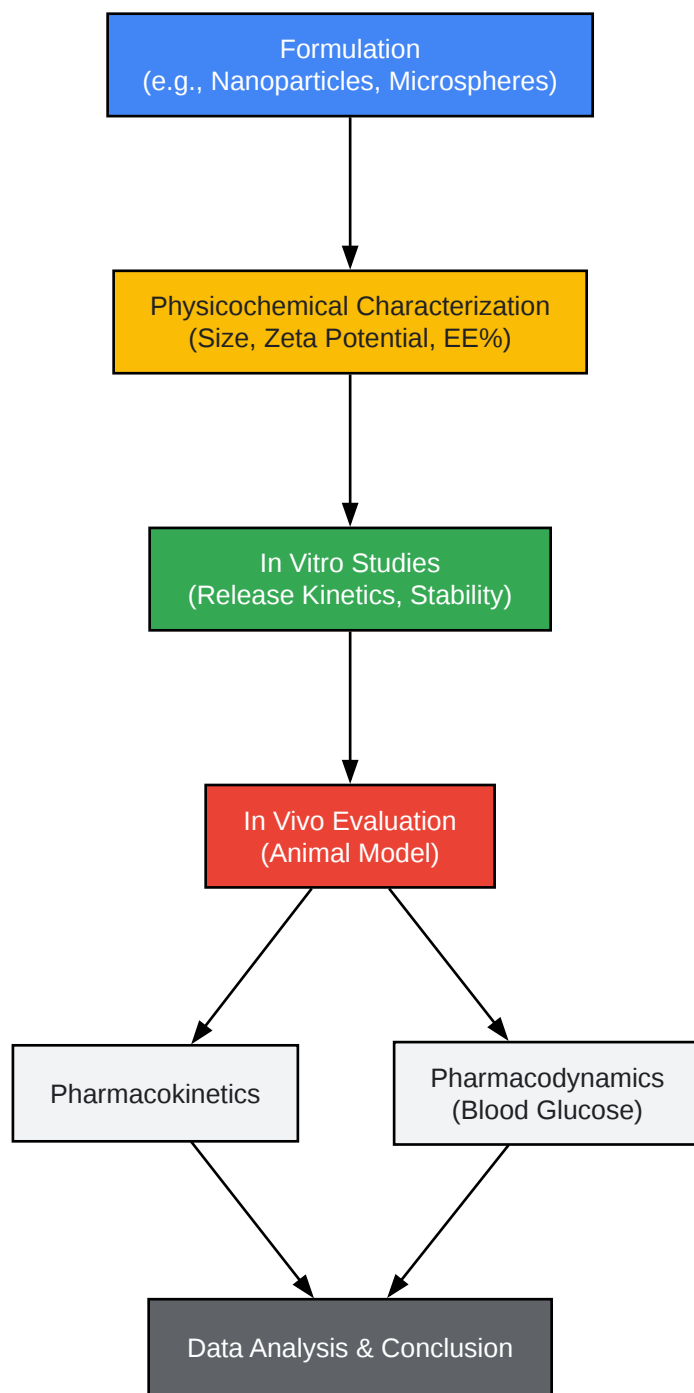 Formulation
(e.g., Nanoparticles, Microspheres)
Physicochemical Characterization
(Size, Zeta Potential, EE%)
In Vitro Studies
(Release Kinetics, Stability)
In Vivo Evaluation
(Animal Model)
Pharmacokinetics
Pharmacodynamics
(Blood Glucose)
Data Analysis & Conclusion